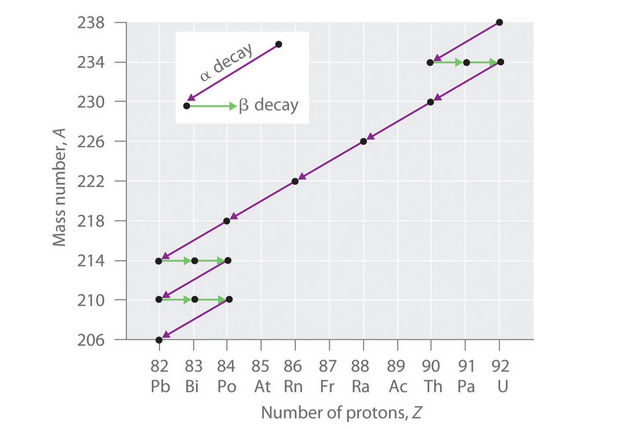 238
234
230
226
222
218
214
210
206
Mass number, A
α decay
β decay
82 83 84 85 86 87 88 89 90 91 92
Pb Bi Po At Rn Fr Ra Ac Th Pa U
Number of protons, Z